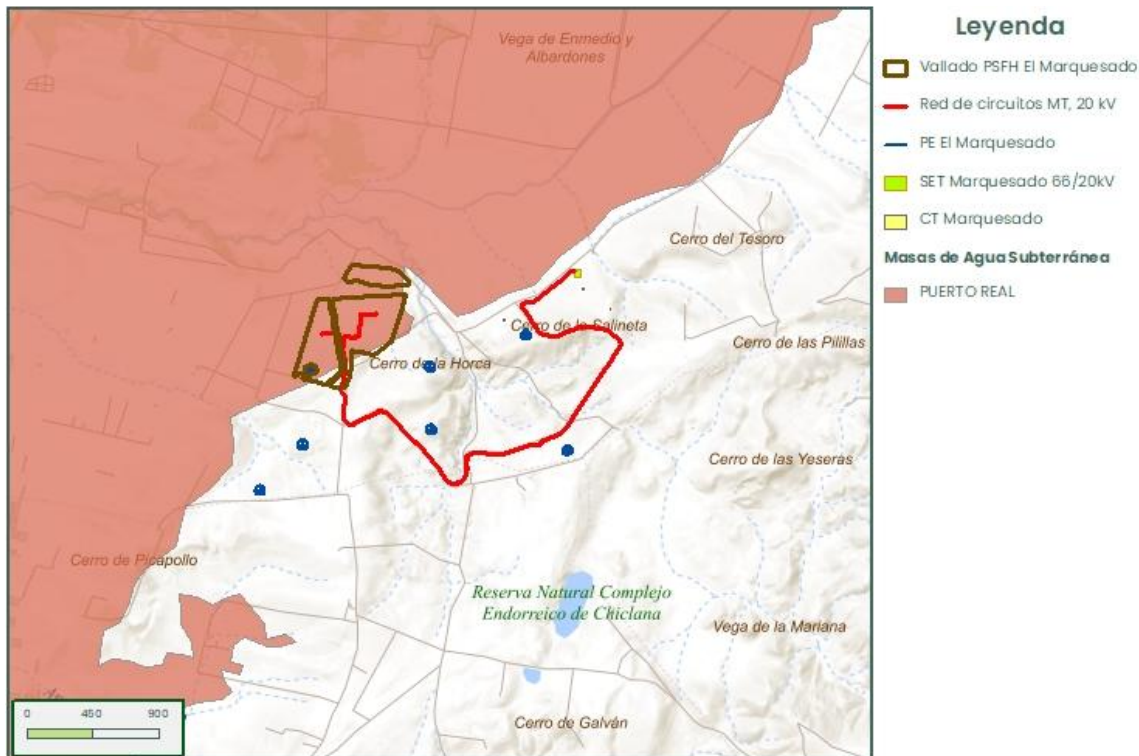 Vega de Enmedio y
Albardones
Cerro del Tesoro
Cerro de la Salineta
Cerro de las Pilillas
Cerro de la Horca
Cerro de las Yeseras
Cerro de Picapollo
Reserva Natural Complejo
Endorreico de Chiclana
Vega de la Mariana
Cerro de Galván
0 450 900
Leyenda
Vallado PSFH El Marquesado
Red de circuitos MT, 20 kV
PE El Marquesado
SET Marquesado 66/20kV
CT Marquesado
Masas de Agua Subterránea
PUERTO REAL